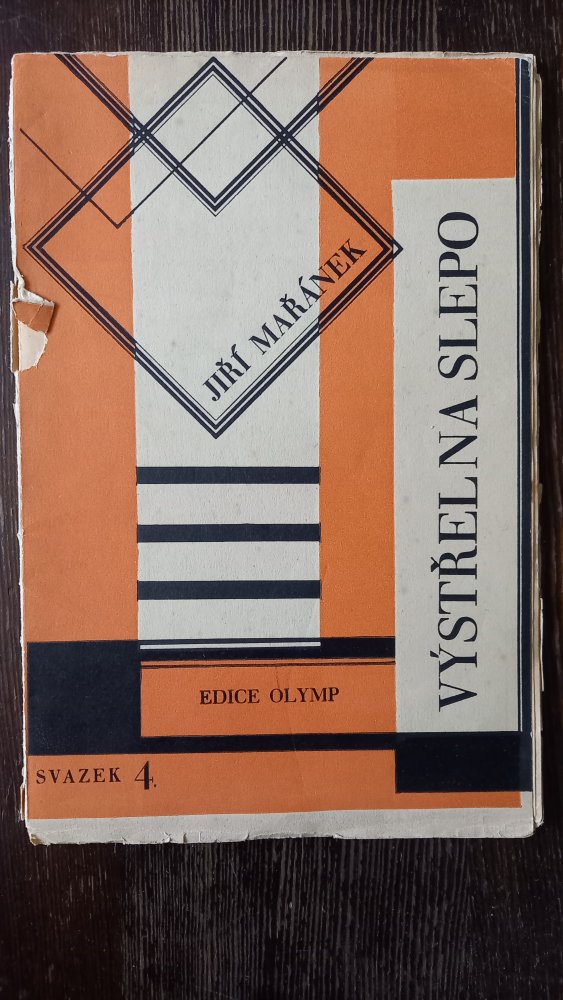 JIŘÍ MAŘÁNEK
VÝSTŘEL NA SLEPO
EDICE OLYMP
SVAZEK 4.